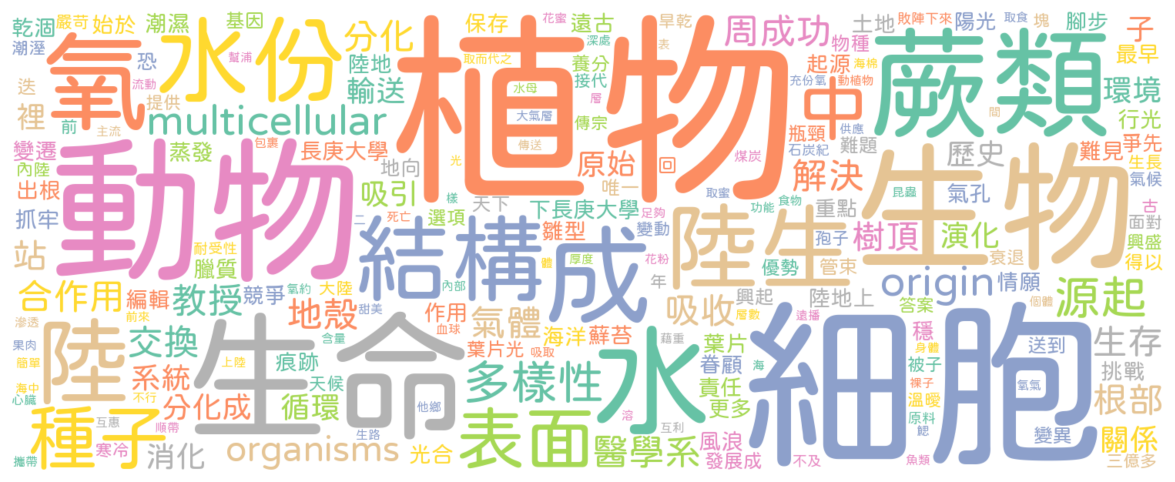 乾涸 嚴苛 始於 潮濕 基因 分化 保存 花蜜 遠古 早乾 周成功 土地 敗陣下來 陽光 取食 塊 腳步 子
潮溼 氧 恐 幫浦 水份 陸地 取而代之 深處 表 植物 物種 海綿 蕨類 最早
迭 流動 輸送 養分 接代 起源 充份氧 動植物 環境
裡 前 提供 主流 multicellular 水母 層 大氣層 傳宗 中 瓶頸 供應 難題 間 行光
變遷 蒸發 包裹 長庚大學 光 傳送 煤炭 石炭紀 歷史 難見 爭先
內陸 動物 地向 原始 回 解決 昆蟲 生物 生長
出根 吸引 樣 唯一 取蜜 功能 食物 重點 氣孔 氣候
抓牢 二 死亡 選項 天下 下長庚大學 足夠 陸生 孢子 樹頂 演化 古 面對
站 耐受性 臘質 結構 體 雛型 變動 花粉 優勢 管束 衰退 興盛
合作用 編輯 大陸 氧約 教授 競爭 甜美 內部 厚度 成 年 興起 陸地上 origin 情願 得以
滲透 前來 地殼 作用 血球 氣體 海洋 蘚苔 吸收 層數 遠播 答案 個體 源起
果肉 陸 交換 含量 葉片光 吸取 藉重 葉片 海 穩 送到 生存
簡單 上陸 生命 痕跡 多樣性 水 眷顧 細胞 被子 身體 挑戰
海中 心臟 不行 系統 天候 他鄉 責任 裸子 氫氣 溫暖 根部
種子 互惠 分化成 循環 溶 更多 原料 變異
順帶 生路 表面 互利 醫學系 風浪 鰓 關係
攜帶 寒冷 消化 organisms 光合 發展成 不及 魚類 三億多